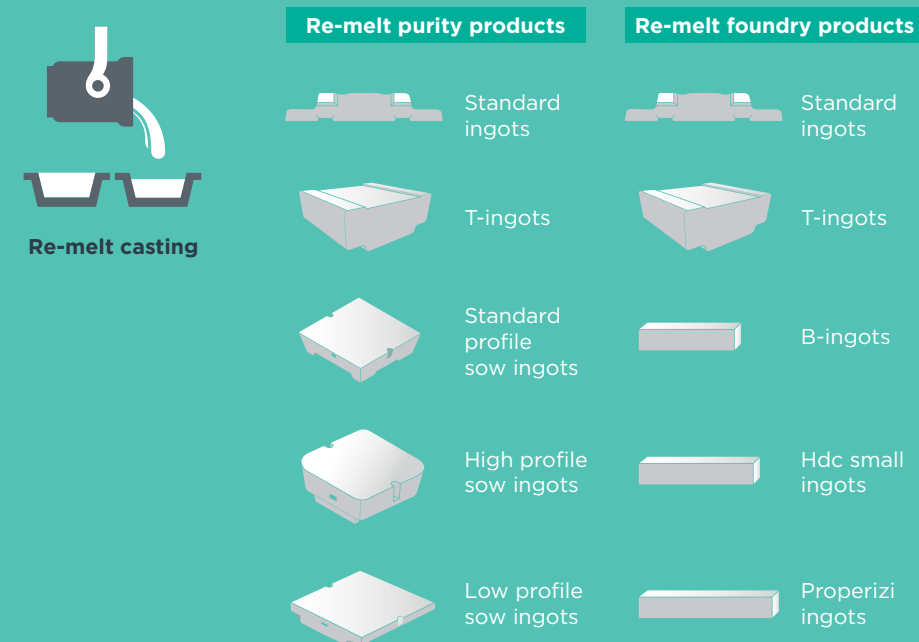 Re-melt purity products
Re-melt foundry products
Standard
ingots
Standard
ingots
T-ingots
T-ingots
Re-melt casting
Standard
profile
sow ingots
B-ingots
High profile
sow ingots
Hdc small
ingots
Low profile
sow ingots
Properizi
ingots